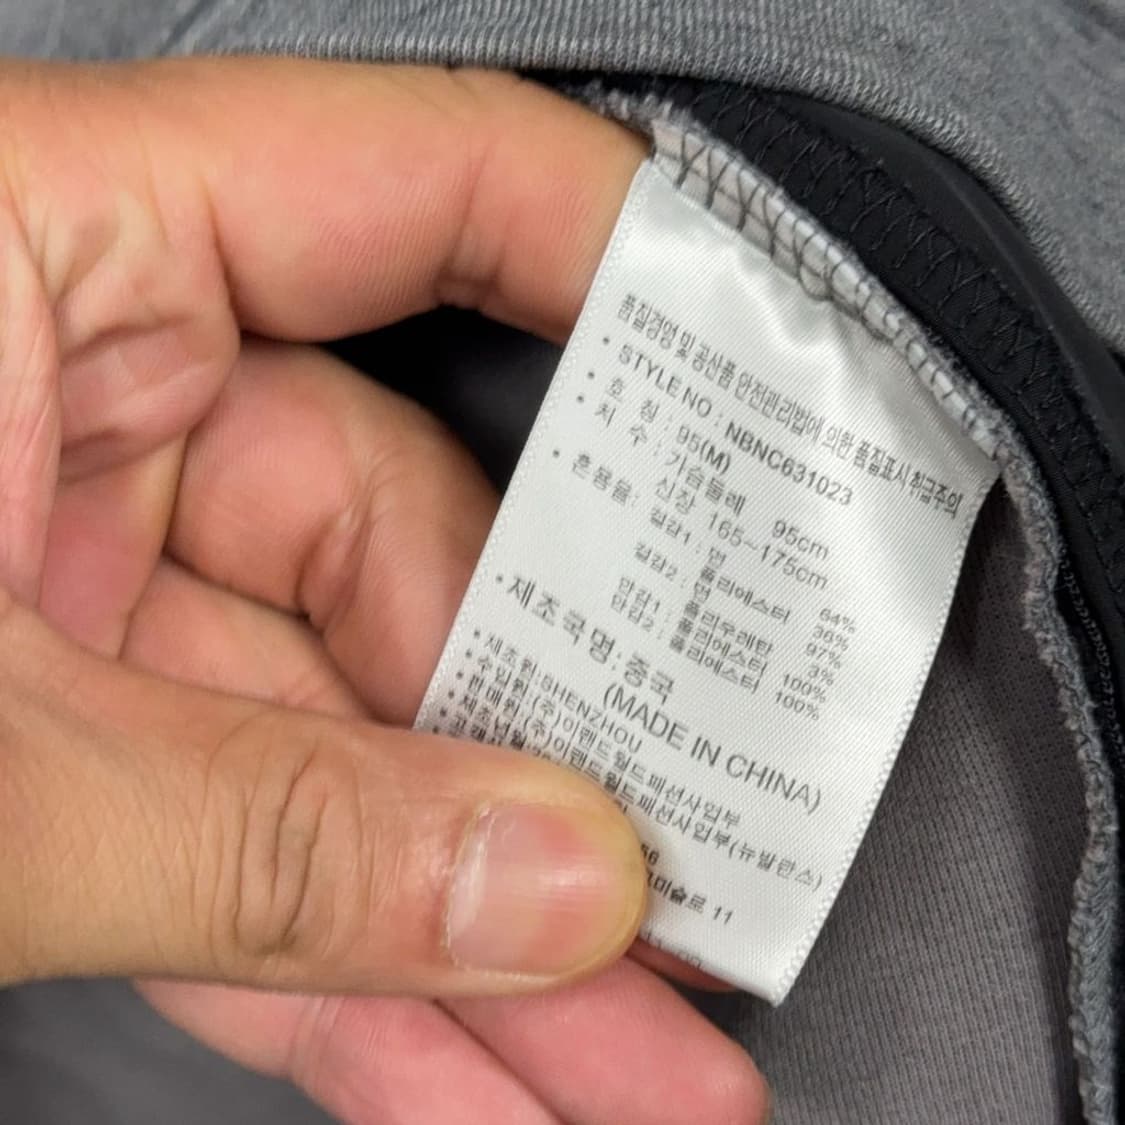 품질경영 및 공산품 안전관리법에 의한 품질표시 취급주의
• STYLE NO : NBNC631023
• 호 칭 : 95(M)
• 치 수 : 가슴둘레 95cm
신장 165~175cm
• 혼용율 : 겉감1 : 면 64%
폴리에스터 36%
겉감2 : 면 97%
폴리우레탄 3%
안감1 : 폴리에스터 100%
안감2 : 폴리에스터 100%
• 제조국명 : 중국
(MADE IN CHINA)
• 제조원 : SHENZHOU
• 수입원 : (주)이랜드월드패션사업부
• 판매원 : (주)이랜드월드패션사업부(뉴발란스)
• 제조년월 :
56
11